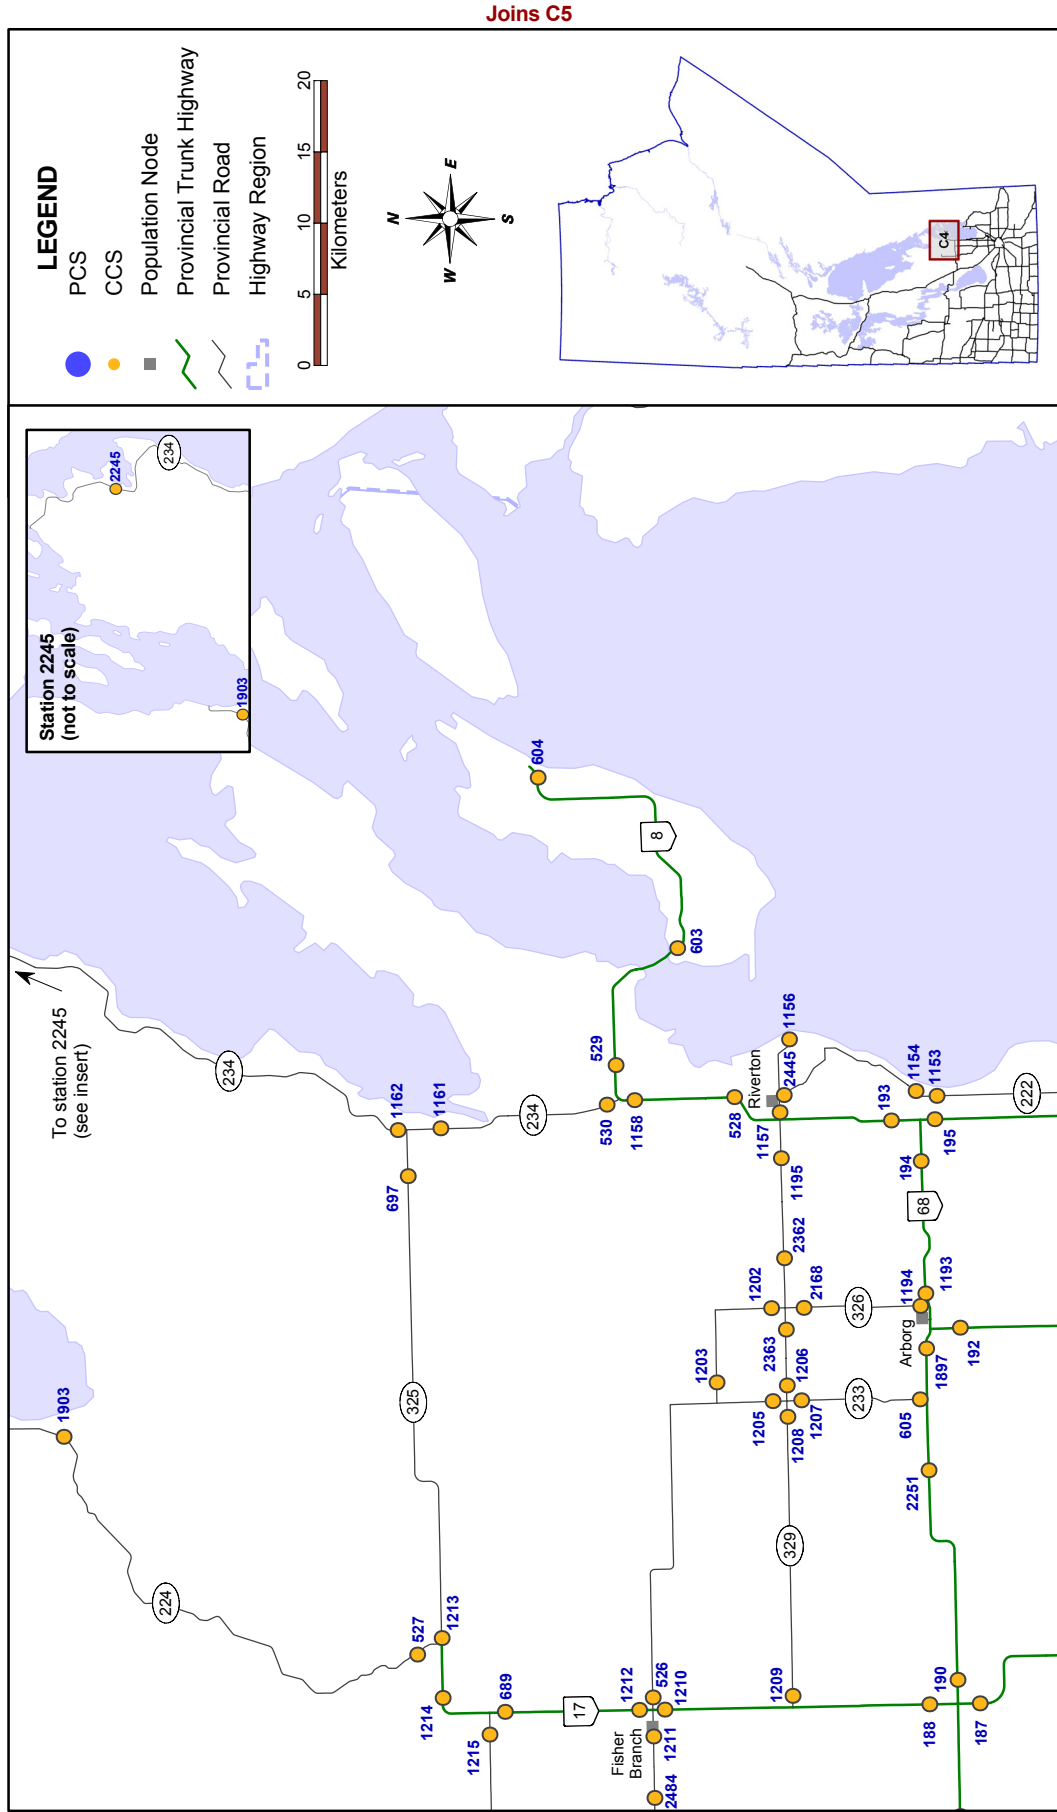 Joins C5
LEGEND
PCS
CCS
Population Node
Provincial Trunk Highway
Provincial Road
Highway Region
0 5 10 15 20
Kilometers
N
E
S
W
C4
Station 2245
(not to scale)
2245
234
1903
To station 2245
(see insert)
1903
224
527
1213
1214
1215
689
17
325
697
1162
1161
234
234
530
1158
529
603
8
604
528
Riverton
2445
1156
1157
1195
2362
1202
2168
2363
1203
1206
1205
1207
1208
326
233
329
1209
Fisher
Branch
1212
526
1210
1211
2484
193
1154
1153
222
195
194
68
1194
1193
Arborg
192
1897
605
2251
190
188
187